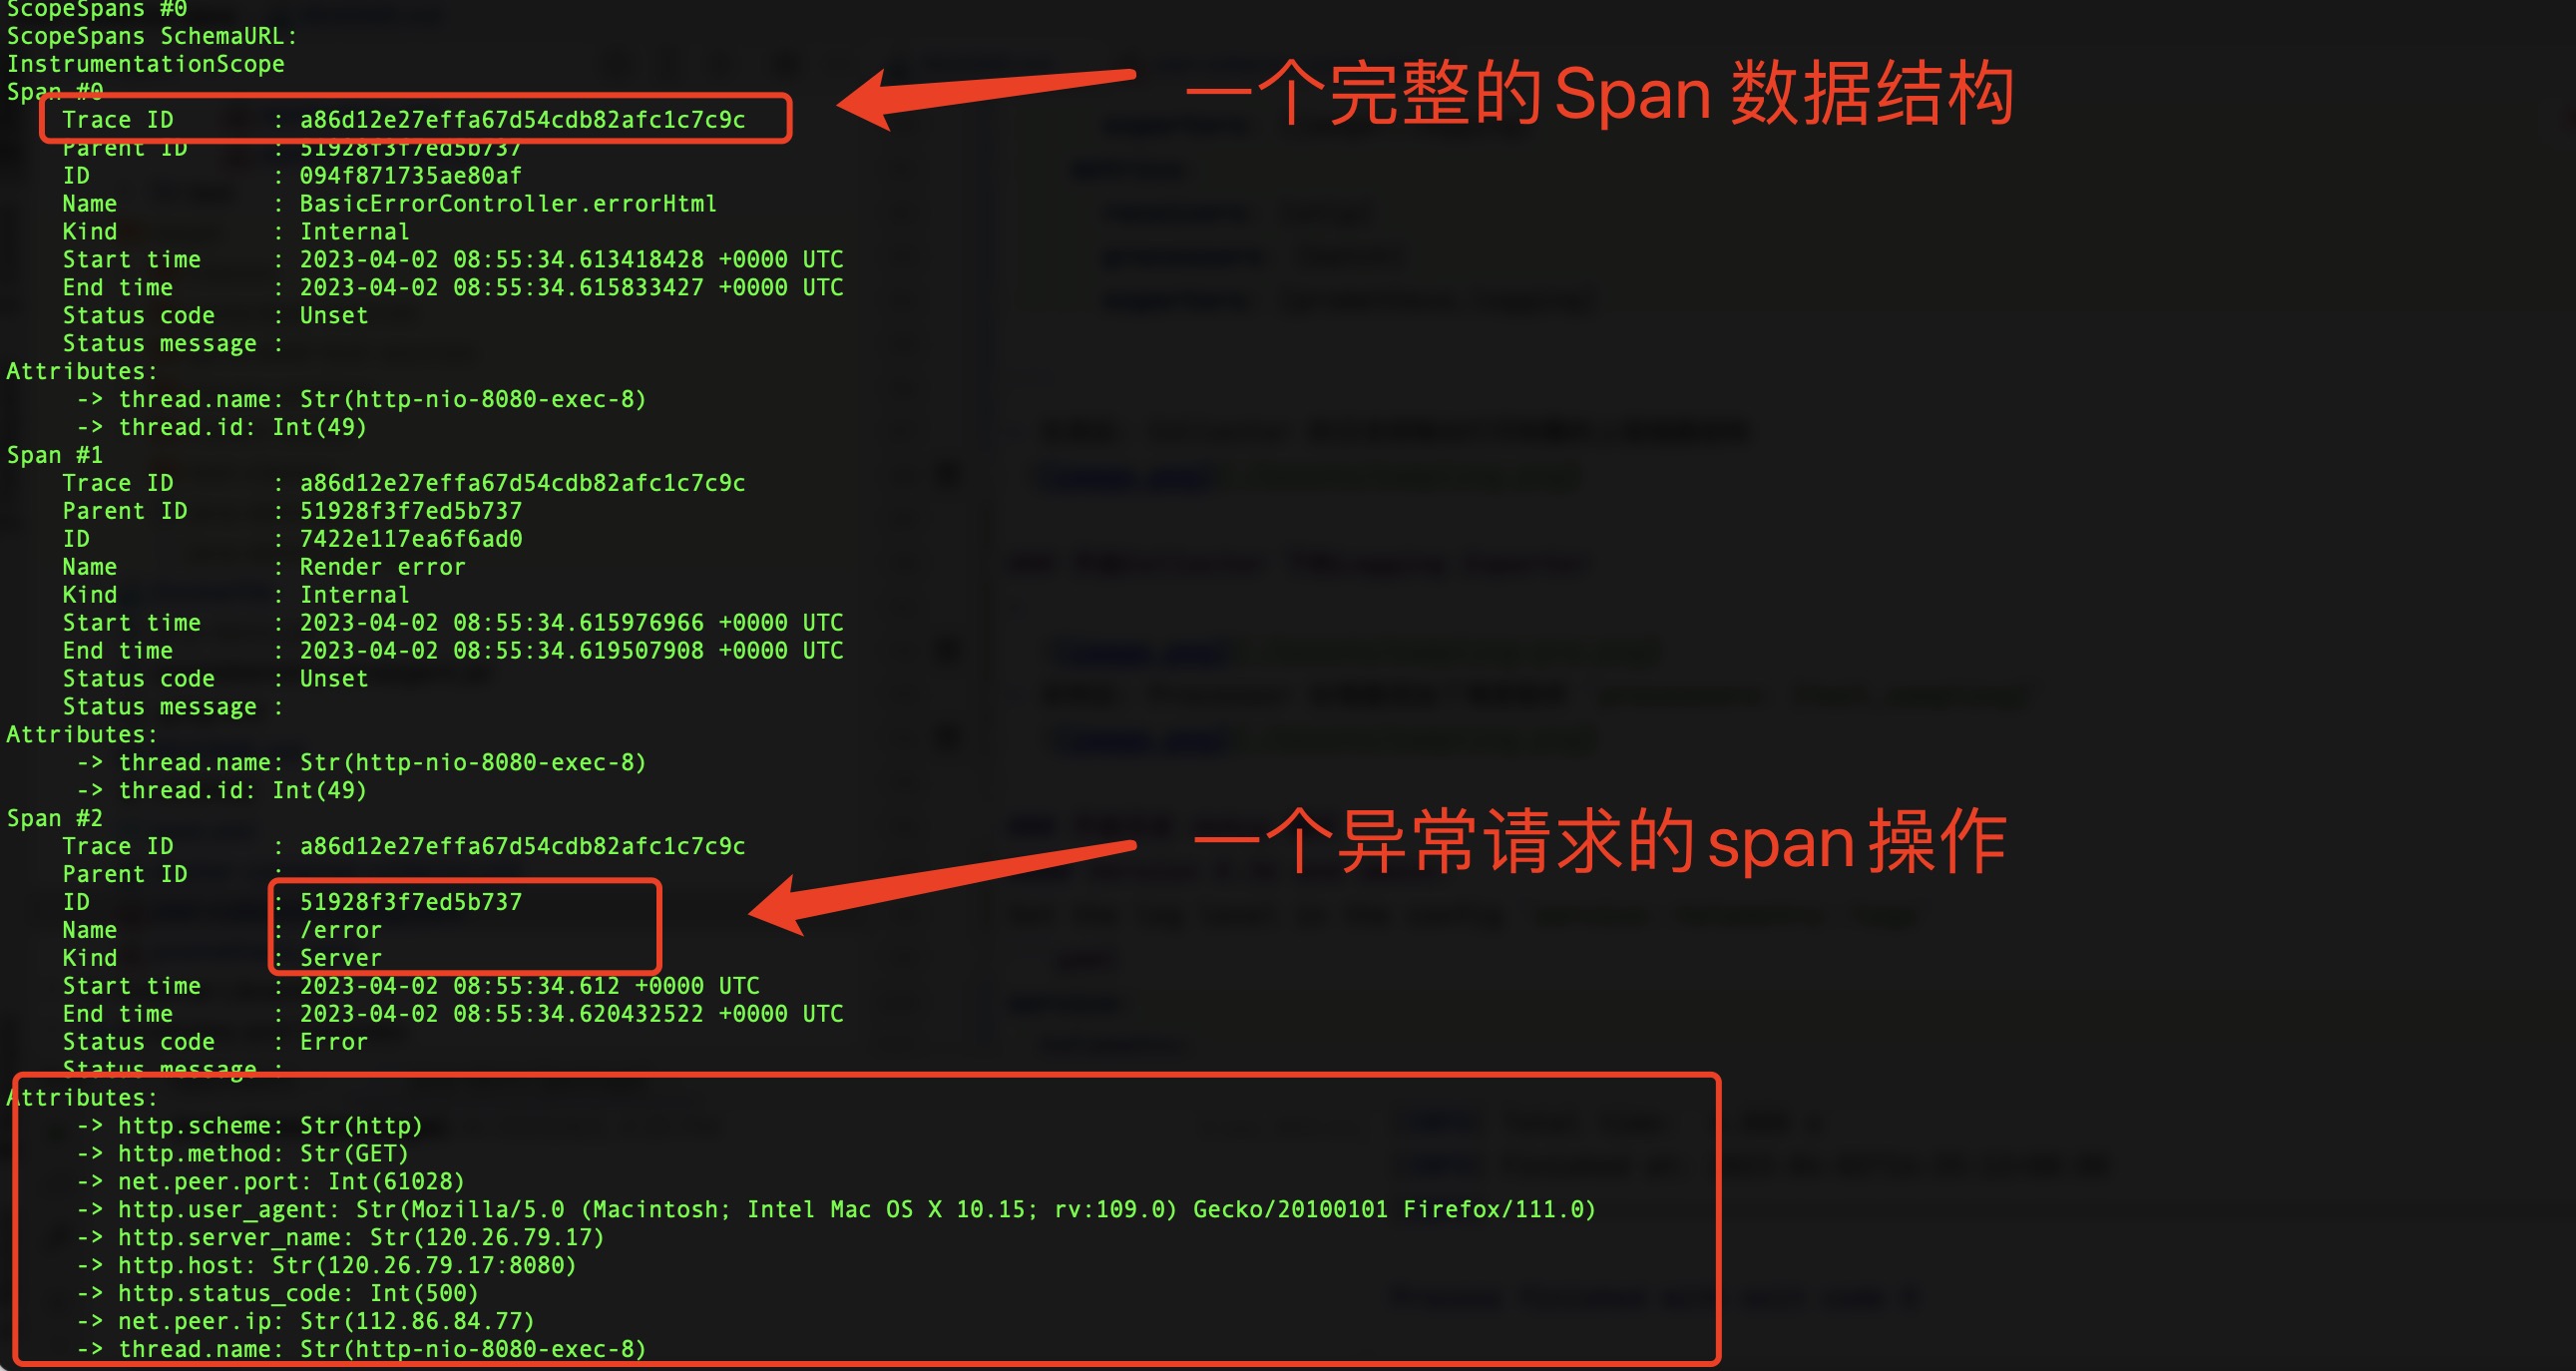 ScopeSpans #0
ScopeSpans SchemaURL:
InstrumentationScope
Span #0
一个完整的Span 数据结构
Trace ID : a86d12e27effa67d54cdb82afc1c7c9c
Parent ID : 51928f3f7ed5b737
ID : 094f871735ae80af
Name : BasicErrorController.errorHtml
Kind : Internal
Start time : 2023-04-02 08:55:34.613418428 +0000 UTC
End time : 2023-04-02 08:55:34.615833427 +0000 UTC
Status code : Unset
Status message :
Attributes:
-> thread.name: Str(http-nio-8080-exec-8)
-> thread.id: Int(49)
Span #1
Trace ID : a86d12e27effa67d54cdb82afc1c7c9c
Parent ID : 51928f3f7ed5b737
ID : 7422e117ea6f6ad0
Name : Render error
Kind : Internal
Start time : 2023-04-02 08:55:34.615976966 +0000 UTC
End time : 2023-04-02 08:55:34.619507908 +0000 UTC
Status code : Unset
Status message :
Attributes:
-> thread.name: Str(http-nio-8080-exec-8)
-> thread.id: Int(49)
Span #2
一个异常请求的span操作
Trace ID : a86d12e27effa67d54cdb82afc1c7c9c
Parent ID :
ID : 51928f3f7ed5b737
Name : /error
Kind : Server
Start time : 2023-04-02 08:55:34.612 +0000 UTC
End time : 2023-04-02 08:55:34.620432522 +0000 UTC
Status code : Error
Status message :
Attributes:
-> http.scheme: Str(http)
-> http.method: Str(GET)
-> net.peer.port: Int(61028)
-> http.user_agent: Str(Mozilla/5.0 (Macintosh; Intel Mac OS X 10.15; rv:109.0) Gecko/20100101 Firefox/111.0)
-> http.server_name: Str(120.26.79.17)
-> http.host: Str(120.26.79.17:8080)
-> http.status_code: Int(500)
-> net.peer.ip: Str(112.86.84.77)
-> thread.name: Str(http-nio-8080-exec-8)